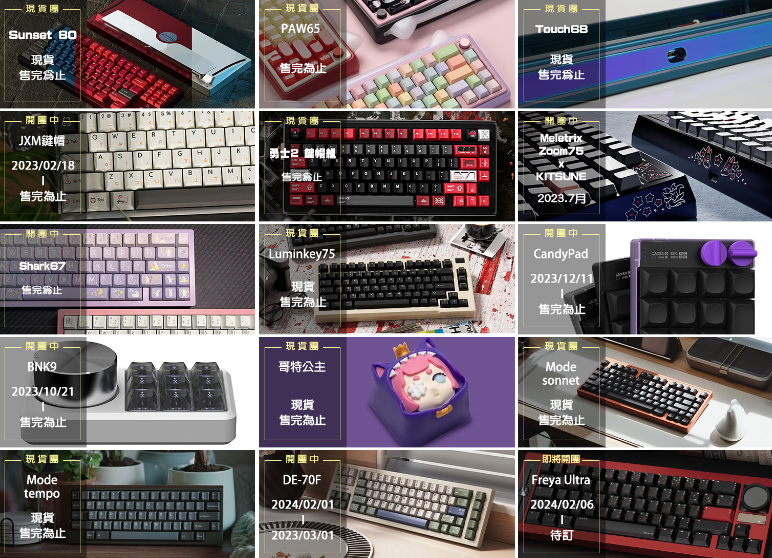 現貨團
Sunset 80
現貨
售完為止
現貨團
PAW65
現貨
售完為止
現貨團
Touch68
現貨
售完為止
開團中
JXM鍵帽
2023/02/18
|
售完為止
現貨團
勇士2 鍵帽組
售完為止
開團中
Meletrix
Zoom75
x
KITSUNE
2023.7月
開團中
Shark67
售完為止
現貨團
Luminkey75
現貨
售完為止
開團中
CandyPad
2023/12/11
|
售完為止
開團中
BNK9
2023/10/21
|
售完為止
現貨團
哥特公主
現貨
售完為止
現貨團
Mode
sonnet
現貨
售完為止
現貨團
Mode
tempo
現貨
售完為止
開團中
DE-70F
2024/02/01
|
2023/03/01
即將開團
Freya Ultra
2024/02/06
|
待訂